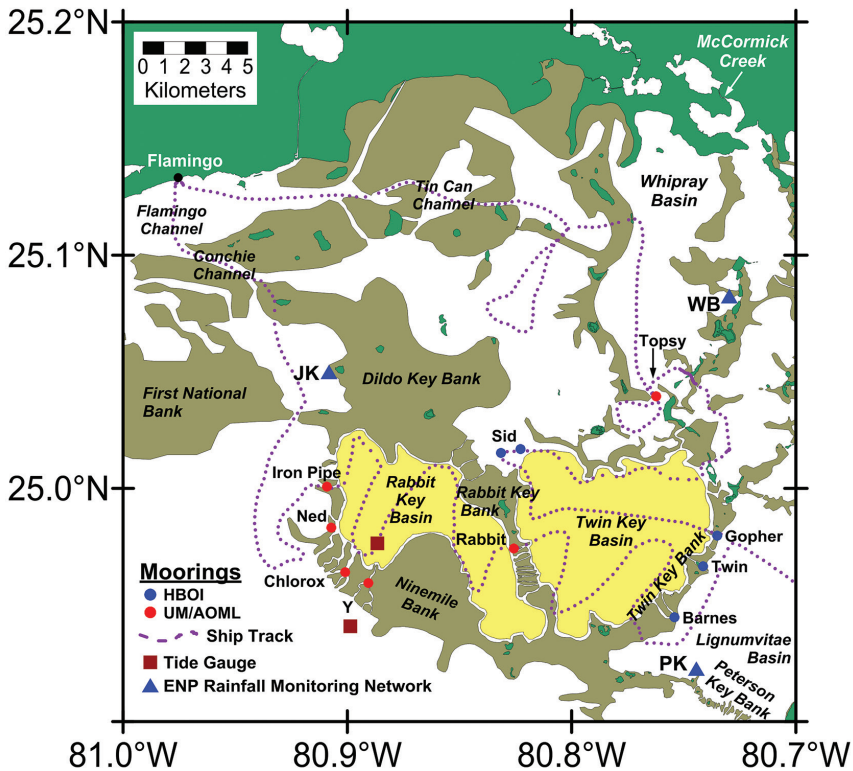 25.2°N
McCormick
Creek
0 1 2 3 4 5
Kilometers
Flamingo
Tin Can
Channel
Whipray
Basin
Flamingo
Channel
25.1°N
Conchie
Channel
WB
Topsy
JK
Dildo Key Bank
First National
Bank
Sid
25.0°N
Iron Pipe
Rabbit
Key
Basin
Rabbit Key
Bank
Ned
Twin Key
Basin
Rabbit
Gopher
Twin
Twin Key Bank
Chlorox
Moorings
HBOI
UM/AOML
Ship Track
Tide Gauge
ENP Rainfall Monitoring Network
Ninemile
Bank
Y
Barnes
Lignumvitae
Basin
PK
Peterson
Key Bank
81.0°W
80.9°W
80.8°W
80.7°W